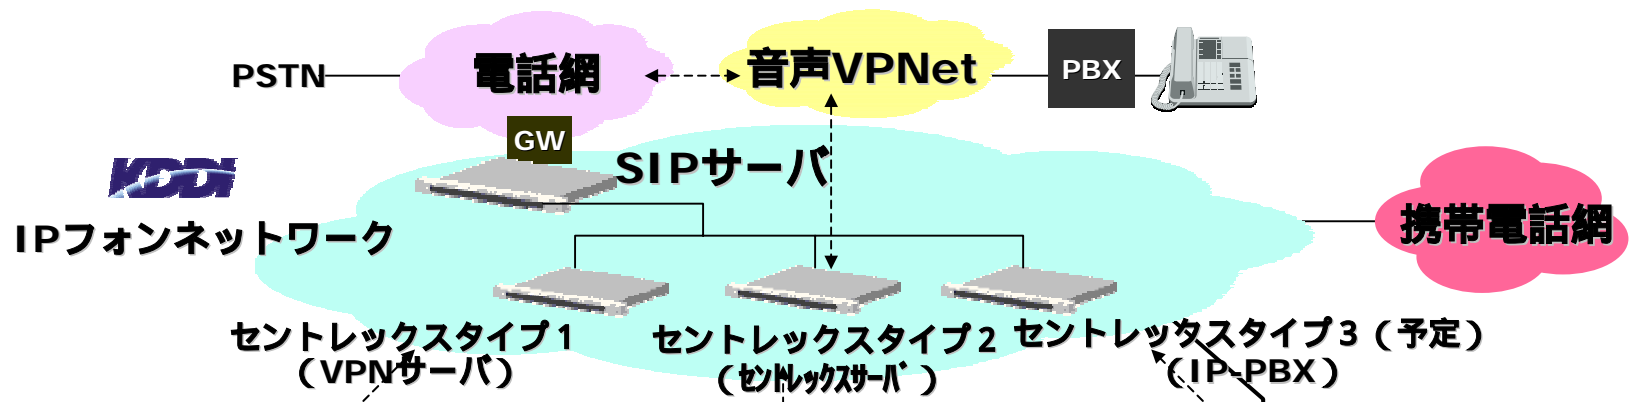 PSTN
電話網
音声VPNet
PBX
GW
SIPサーバ
KDDI
IPフォンネットワーク
携帯電話網
セントレックスタイプ1
(VPNサーバ)
セントレックスタイプ2
(ｾﾝﾄﾚｯｸｽｻｰﾊﾞ)
セントレックスタイプ3(予定)
(IP-PBX)